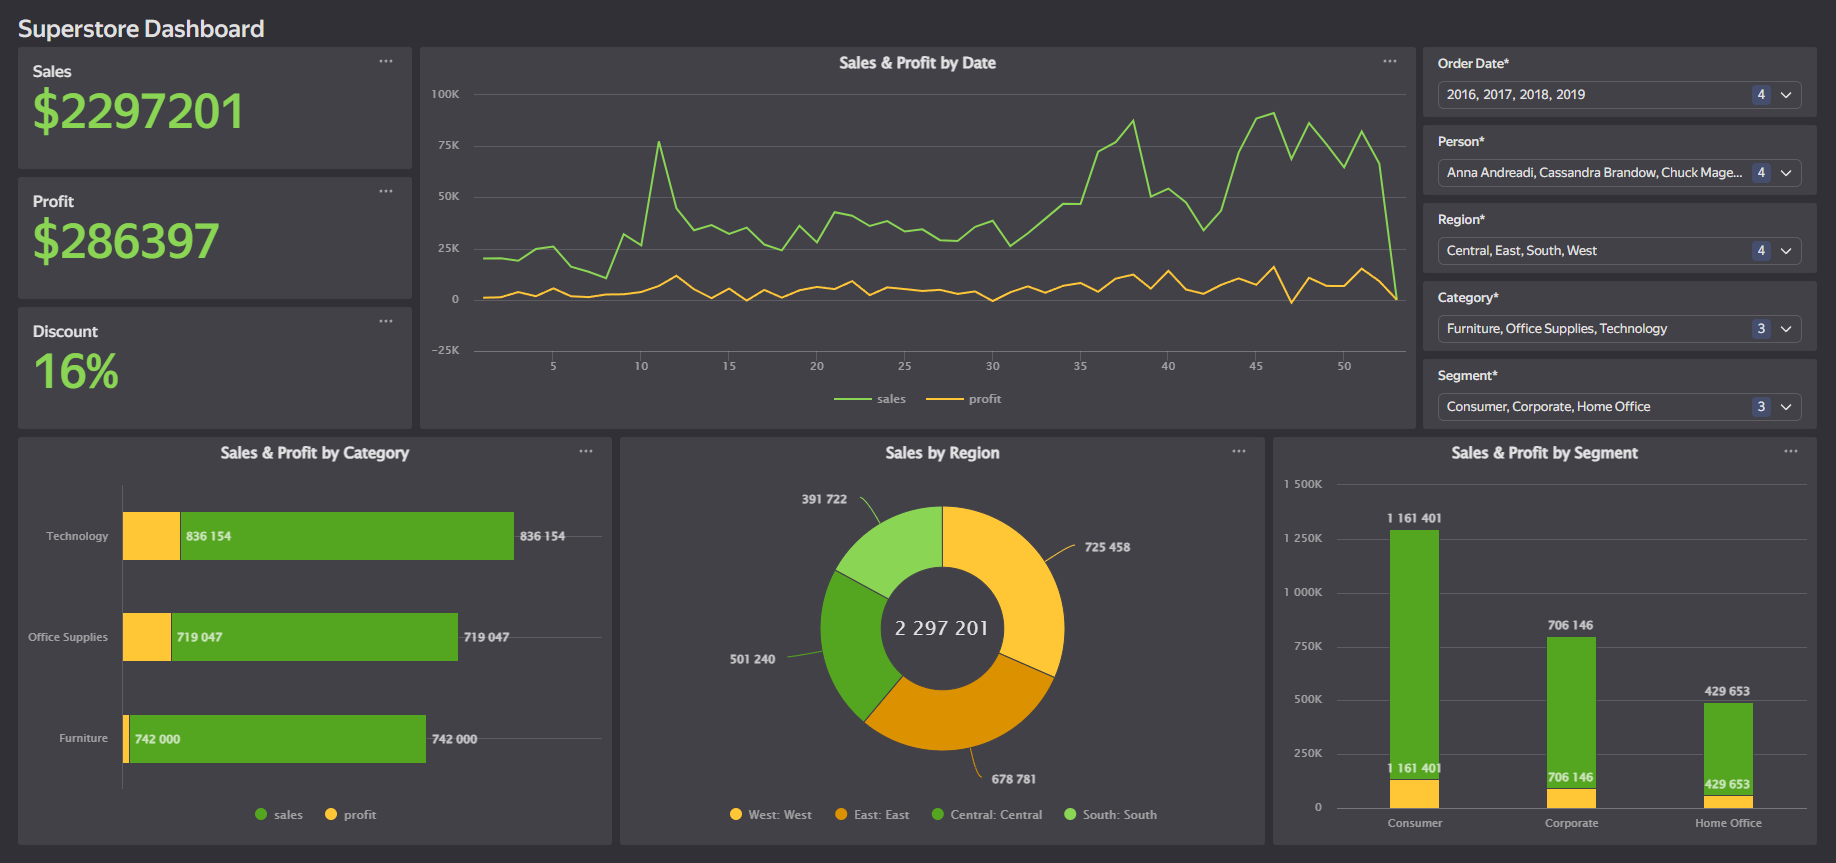 Superstore Dashboard
Sales
$2297201
Profit
$286397
Discount
16%
Sales & Profit by Date
100K
75K
50K
25K
0
−25K
5 10 15 20 25 30 35 40 45 50
sales profit
Order Date*
2016, 2017, 2018, 2019 4
Person*
Anna Andreadi, Cassandra Brandow, Chuck Mage... 4
Region*
Central, East, South, West 4
Category*
Furniture, Office Supplies, Technology 3
Segment*
Consumer, Corporate, Home Office 3
Sales & Profit by Category
Technology 836 154 836 154
Office Supplies 719 047 719 047
Furniture 742 000 742 000
sales profit
Sales by Region
391 722
725 458
2 297 201
501 240
678 781
West: West East: East Central: Central South: South
Sales & Profit by Segment
1 500K
1 250K
1 000K
750K
500K
250K
0
1 161 401
706 146
429 653
1 161 401
706 146
429 653
Consumer Corporate Home Office